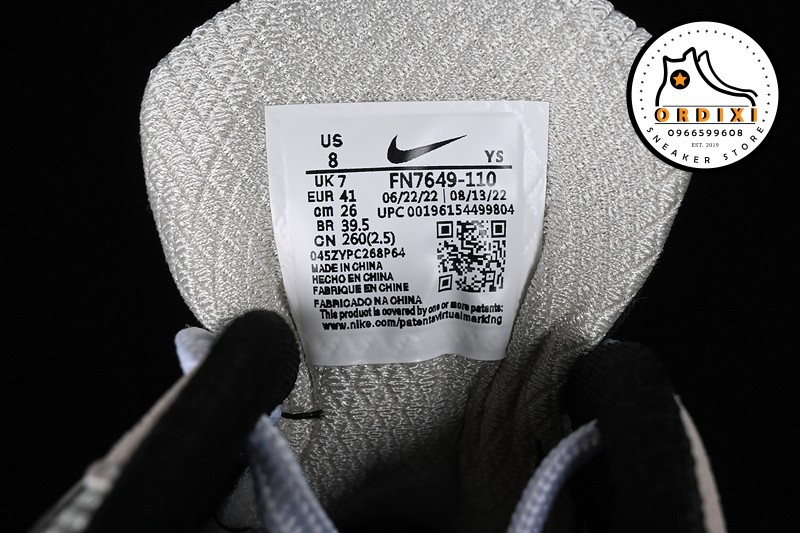 ORDIXI
0966599608
EST. 2019
SNEAKER STORE
US
8
YS
UK 7 FN7649-110
EUR 41 06/22/22 | 08/13/22
cm 26 UPC 00196154499804
BR 39.5
CN 260(2.5)
045ZYPC268P64
MADE IN CHINA
HECHO EN CHINA
FABRIQUE EN CHINE
FABRICADO NA CHINA
This product is covered by one or more patents:
www.nike.com/patentsvirtualmarking